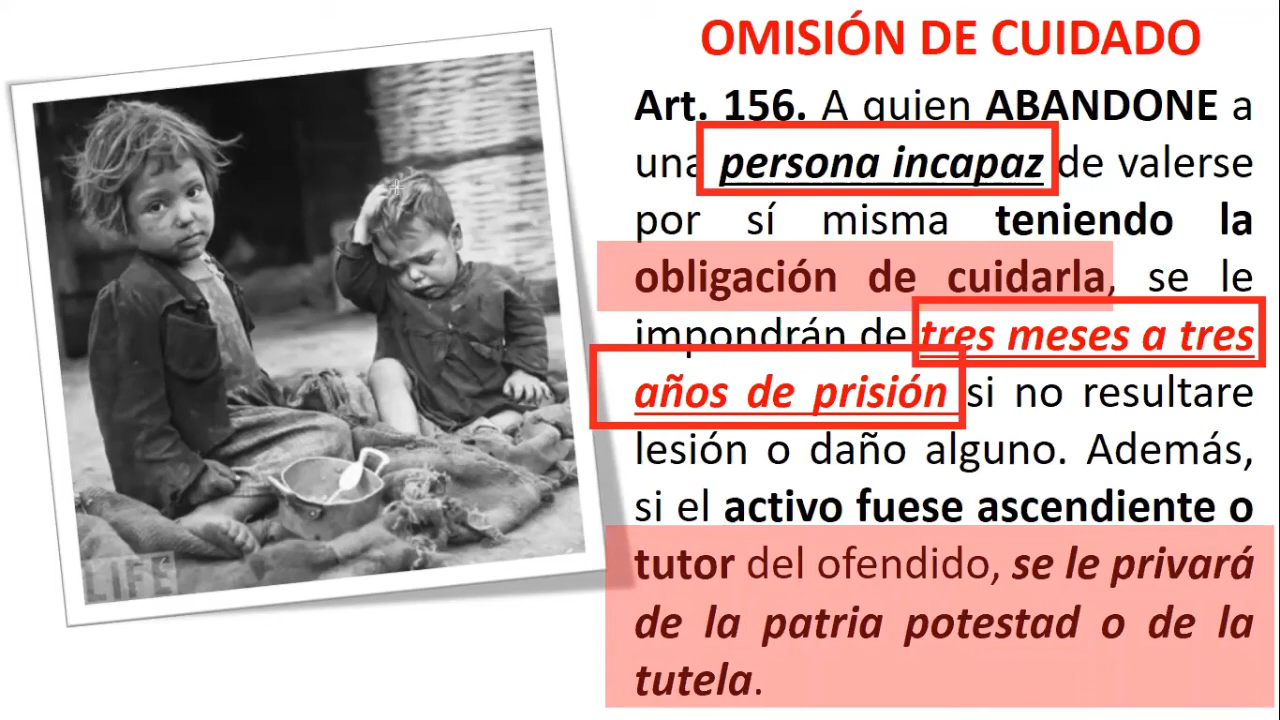 OMISIÓN DE CUIDADO
Art. 156. A quien ABANDONE a
una persona incapaz de valerse
por sí misma teniendo la
obligación de cuidarla, se le
impondrán de tres meses a tres
años de prisión si no resultare
lesión o daño alguno. Además,
si el activo fuese ascendiente o
tutor del ofendido, se le privará
de la patria potestad o de la
tutela.
LIFE